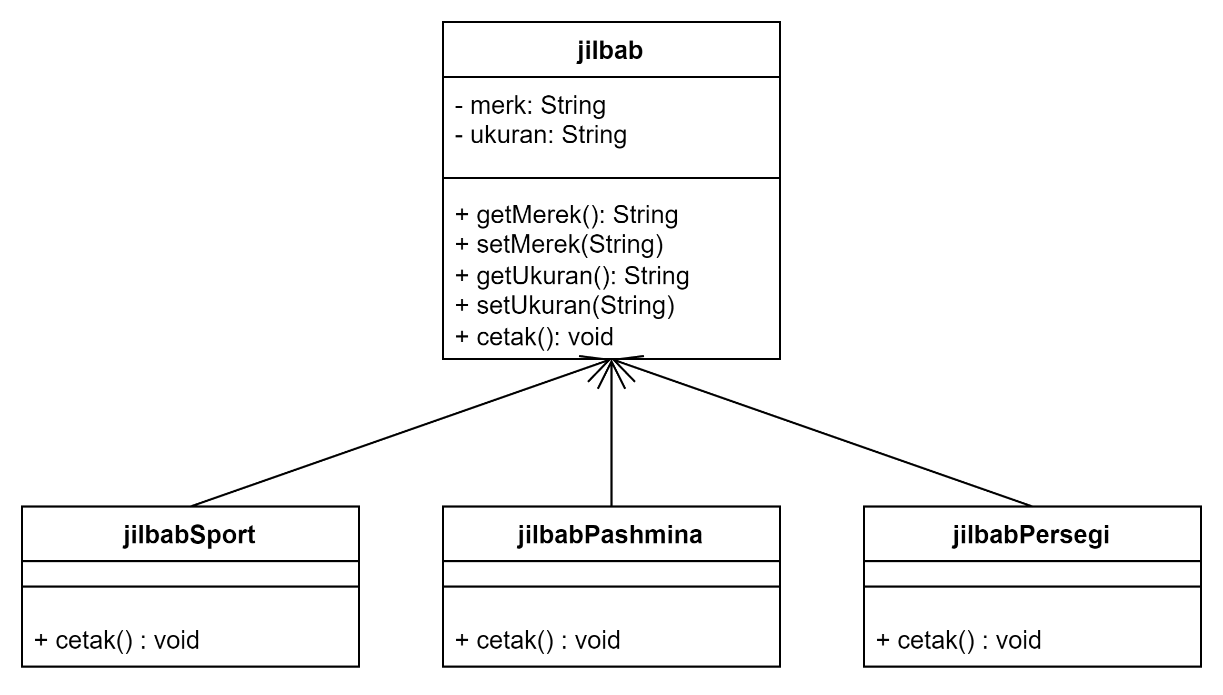 jilbab
- merk: String
- ukuran: String
+ getMerek(): String
+ setMerek(String)
+ getUkuran(): String
+ setUkuran(String)
+ cetak(): void
jilbabSport
+ cetak() : void
jilbabPashmina
+ cetak() : void
jilbabPersegi
+ cetak() : void